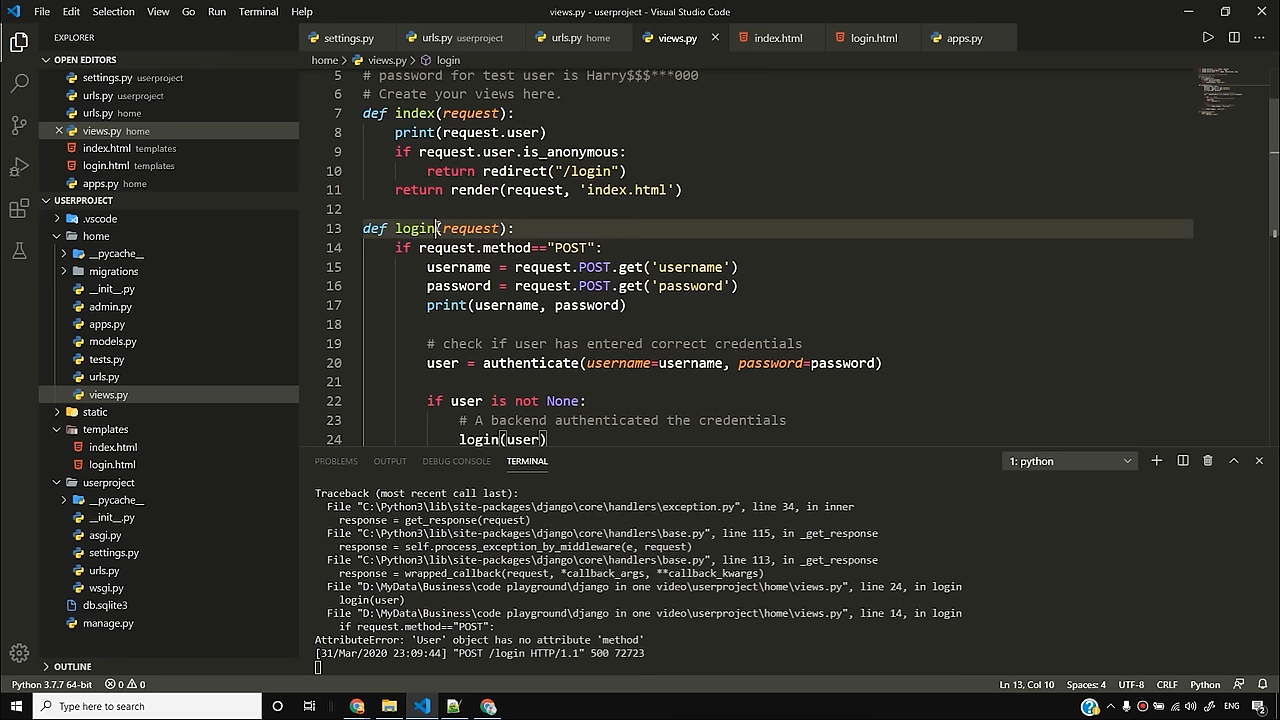 File Edit Selection View Go Run Terminal Help
views.py - userproject - Visual Studio Code
EXPLORER
settings.py
urls.py userproject
urls.py home
views.py
index.html
login.html
apps.py
home > views.py > login
OPEN EDITORS
settings.py userproject
urls.py userproject
urls.py home
views.py home
index.html templates
login.html templates
apps.py home
USERPROJECT
.vscode
home
__pycache__
migrations
__init__.py
admin.py
apps.py
models.py
tests.py
urls.py
views.py
static
templates
index.html
login.html
userproject
__pycache__
__init__.py
asgi.py
settings.py
urls.py
wsgi.py
db.sqlite3
manage.py
OUTLINE
5 # password for test user is Harry$$$***000
6 # Create your views here.
7 def index(request):
8 print(request.user)
9 if request.user.is_anonymous:
10 return redirect("/login")
11 return render(request, 'index.html')
12
13 def login(request):
14 if request.method=="POST":
15 username = request.POST.get('username')
16 password = request.POST.get('password')
17 print(username, password)
18
19 # check if user has entered correct credentials
20 user = authenticate(username=username, password=password)
21
22 if user is not None:
23 # A backend authenticated the credentials
24 login(user)
PROBLEMS OUTPUT DEBUG CONSOLE TERMINAL
1: python
Traceback (most recent call last):
File "C:\Python3\lib\site-packages\django\core\handlers\exception.py", line 34, in inner
response = get_response(request)
File "C:\Python3\lib\site-packages\django\core\handlers\base.py", line 115, in _get_response
response = self.process_exception_by_middleware(e, request)
File "C:\Python3\lib\site-packages\django\core\handlers\base.py", line 113, in _get_response
response = wrapped_callback(request, *callback_args, **callback_kwargs)
File "D:\MyData\Business\code playground\django in one video\userproject\home\views.py", line 24, in login
login(user)
File "D:\MyData\Business\code playground\django in one video\userproject\home\views.py", line 14, in login
if request.method=="POST":
AttributeError: 'User' object has no attribute 'method'
[31/Mar/2020 23:09:44] "POST /login HTTP/1.1" 500 72723
Python 3.7.7 64-bit
0 0
Ln 13, Col 10
Spaces: 4
UTF-8
CRLF
Python
Type here to search
ENG